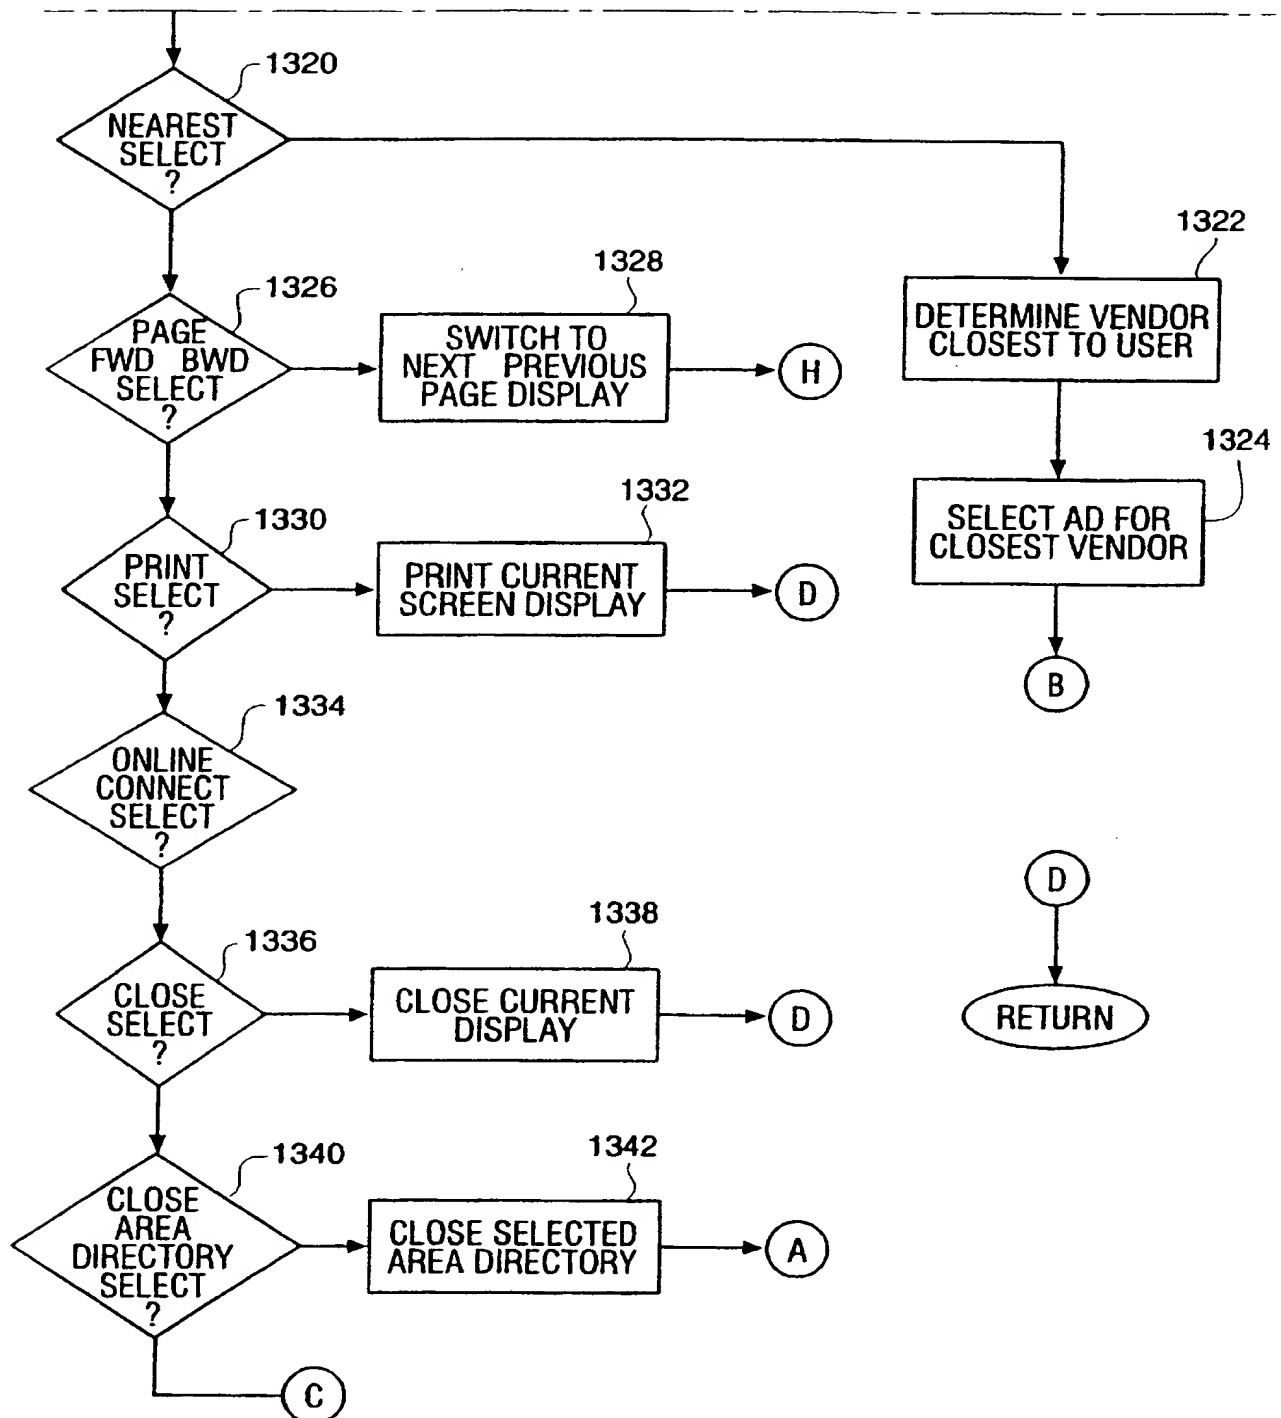 1320
NEAREST
SELECT
?
1322
DETERMINE VENDOR
CLOSEST TO USER
1326
PAGE
FWD BWD
SELECT
?
1328
SWITCH TO
NEXT PREVIOUS
PAGE DISPLAY
H
1324
SELECT AD FOR
CLOSEST VENDOR
B
1330
PRINT
SELECT
?
1332
PRINT CURRENT
SCREEN DISPLAY
D
1334
ONLINE
CONNECT
SELECT
?
D
RETURN
1336
CLOSE
SELECT
?
1338
CLOSE CURRENT
DISPLAY
D
1340
CLOSE
AREA
DIRECTORY
SELECT
?
1342
CLOSE SELECTED
AREA DIRECTORY
A
C